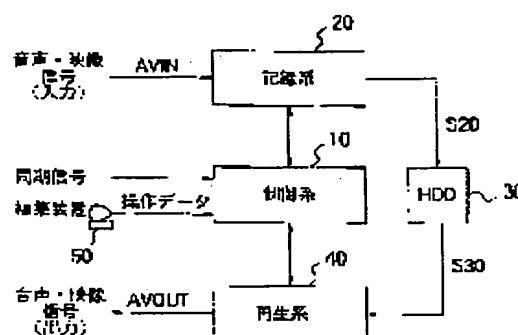 20
音声・映像
信号
(入力)
AVIN
記録系
S20
10
同期信号
制御系
HDD
30
編集装置
操作データ
50
40
S30
音声・映像
信号
(出力)
AVOUT
再生系